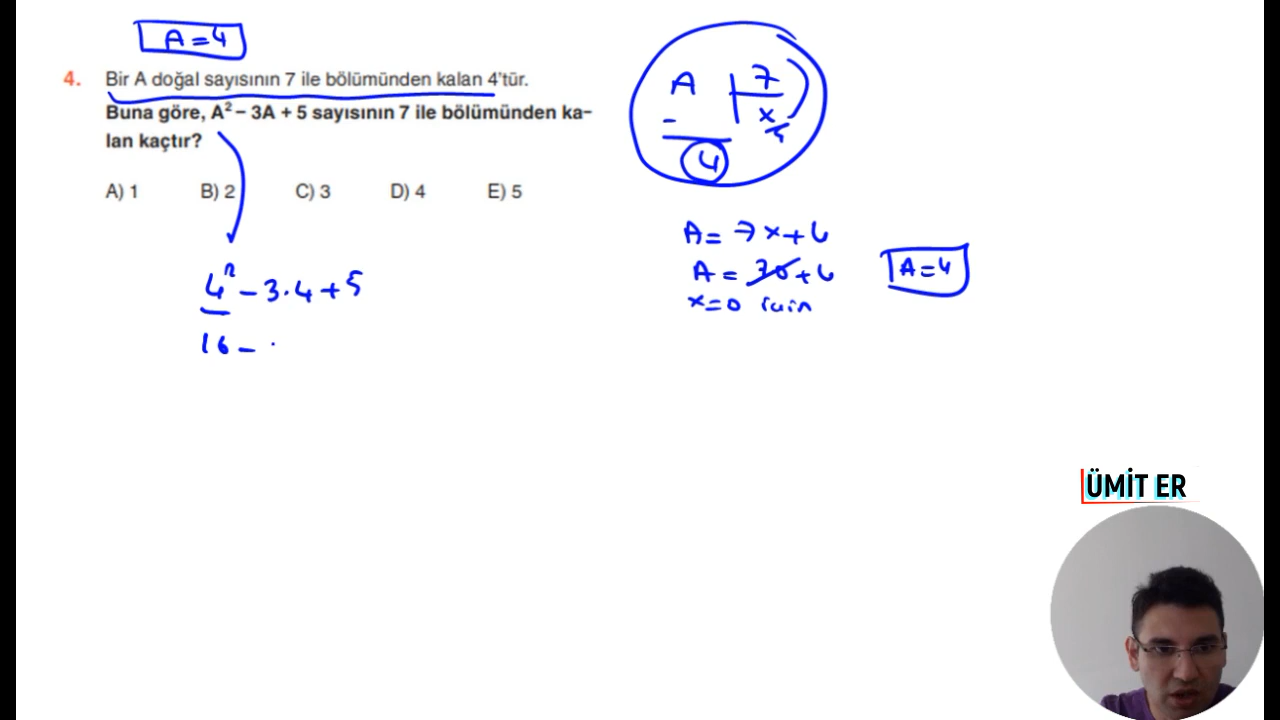 A=4
4. Bir A doğal sayısının 7 ile bölümünden kalan 4'tür.
Buna göre, A² – 3A + 5 sayısının 7 ile bölümünden ka-
lan kaçtır?
A) 1 B) 2 C) 3 D) 4 E) 5
4² – 3.4 + 5
16 –
A 7
– x
4
A = 7x + 4
A = 7.0 + 4
x=0 için
A=4
ÜMİT ER